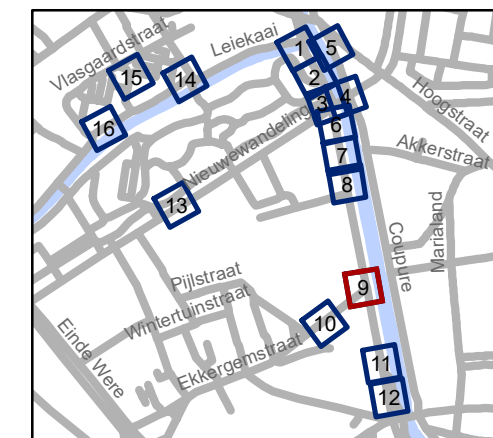 Vlasgaardstraat
Leiekaai
1
5
2
15
14
3
4
Hoogstraat
16
6
Nieuwewandeling
7
Akkerstraat
8
13
Coupure
Marialand
Pijlstraat
9
Wintertuinstraat
10
Einde Were
Ekkergemstraat
11
12